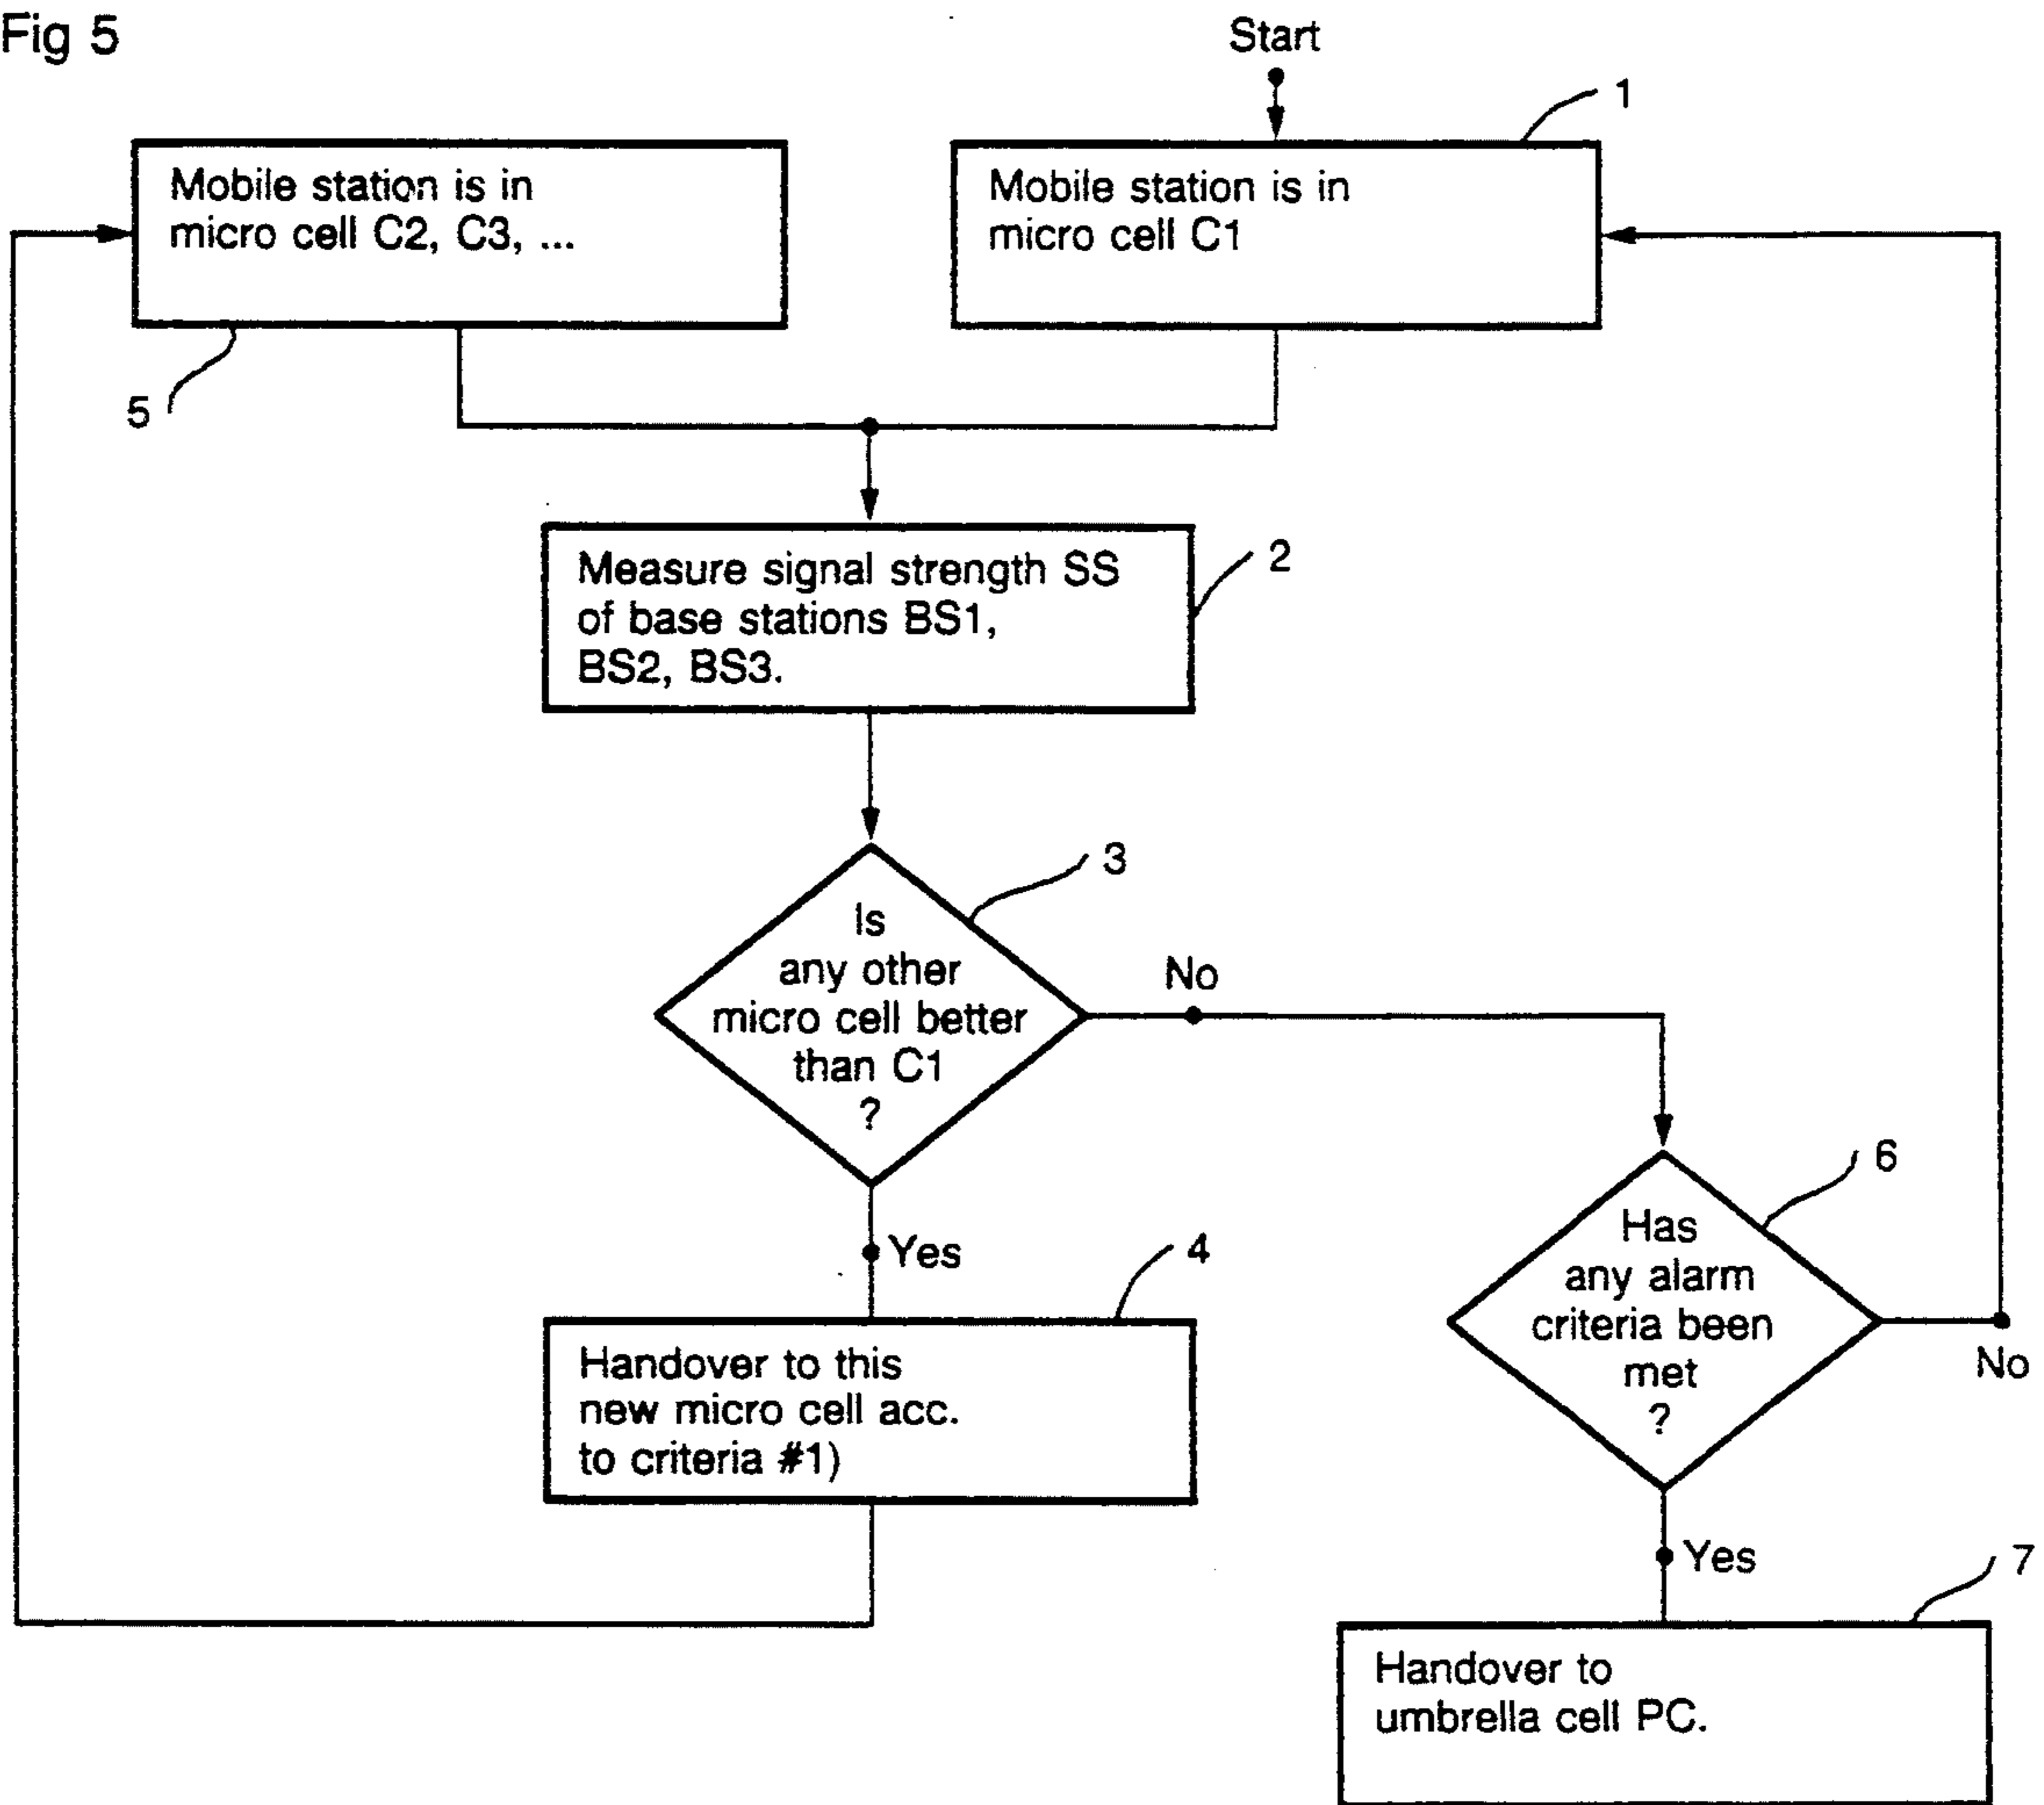 Fig 5
Start
1
Mobile station is in
micro cell C2, C3, ...
5
Mobile station is in
micro cell C1
Measure signal strength SS
of base stations BS1,
BS2, BS3.
2
3
Is
any other
micro cell better
than C1
?
No
Yes
4
Handover to this
new micro cell acc.
to criteria #1)
6
Has
any alarm
criteria been
met
?
No
Yes
7
Handover to
umbrella cell PC.